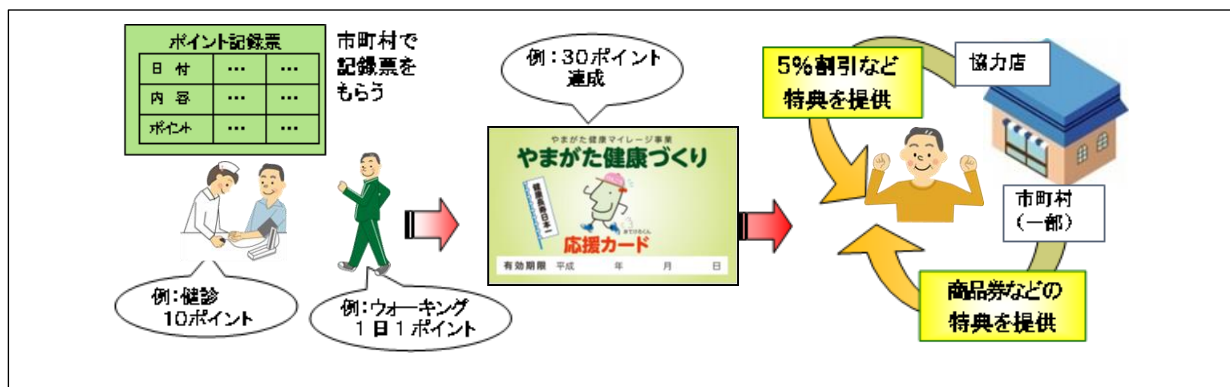 ポイント記録票
日 付 … …
内 容 … …
ポイント … …
市町村で
記録票を
もらう
例：健診
10ポイント
例：ウォーキング
１日１ポイント
例：30ポイント
達成
やまがた健康マイレージ事業
やまがた健康づくり
健康長寿日本一
応援カード
有効期限 平成 年 月 日
5%割引など
特典を提供
協力店
市町村
（一部）
商品券などの
特典を提供